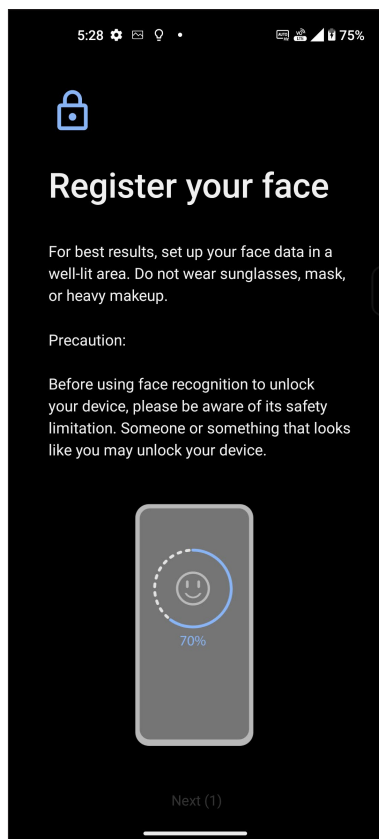 5:28
75%
Register your face
For best results, set up your face data in a
well-lit area. Do not wear sunglasses, mask,
or heavy makeup.
Precaution:
Before using face recognition to unlock
your device, please be aware of its safety
limitation. Someone or something that looks
like you may unlock your device.
70%
Next (1)